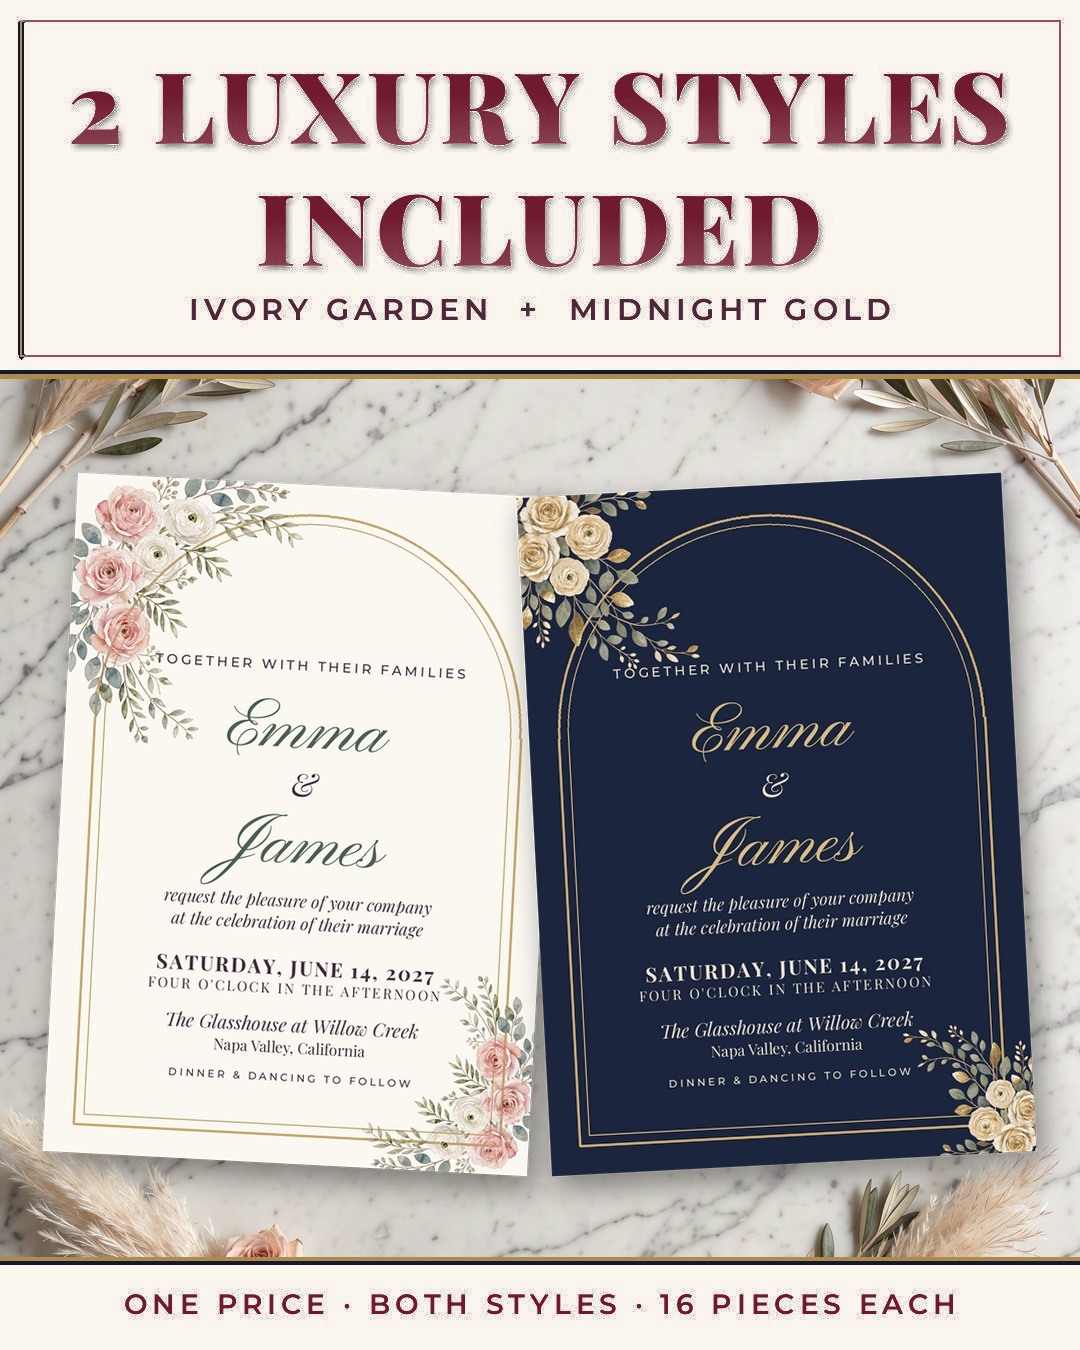 2 LUXURY STYLES
INCLUDED
IVORY GARDEN + MIDNIGHT GOLD
TOGETHER WITH THEIR FAMILIES
Emma
&
James
request the pleasure of your company
at the celebration of their marriage
SATURDAY, JUNE 14, 2027
FOUR O'CLOCK IN THE AFTERNOON
The Glasshouse at Willow Creek
Napa Valley, California
DINNER & DANCING TO FOLLOW
TOGETHER WITH THEIR FAMILIES
Emma
&
James
request the pleasure of your company
at the celebration of their marriage
SATURDAY, JUNE 14, 2027
FOUR O'CLOCK IN THE AFTERNOON
The Glasshouse at Willow Creek
Napa Valley, California
DINNER & DANCING TO FOLLOW
ONE PRICE · BOTH STYLES · 16 PIECES EACH